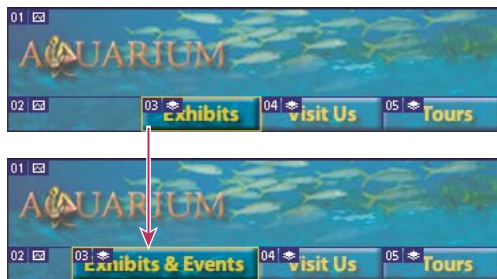 01
AQUARIUM
02 03 Exhibits 04 Visit Us 05 Tours
01
AQUARIUM
02 03 Exhibits & Events 04 Visit Us 05 Tours